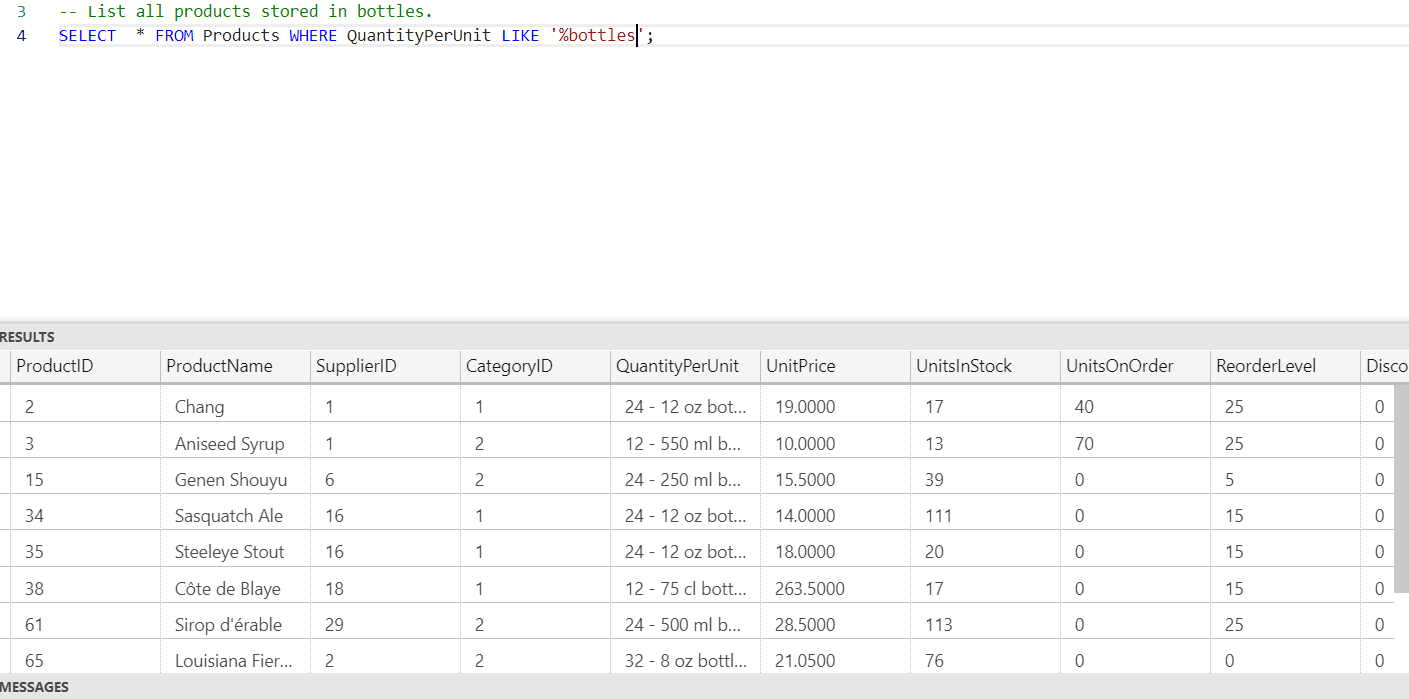 3 -- List all products stored in bottles.
4 SELECT * FROM Products WHERE QuantityPerUnit LIKE '%bottles';
RESULTS
ProductID ProductName SupplierID CategoryID QuantityPerUnit UnitPrice UnitsInStock UnitsOnOrder ReorderLevel Disco
2 Chang 1 1 24 - 12 oz bot... 19.0000 17 40 25 0
3 Aniseed Syrup 1 2 12 - 550 ml b... 10.0000 13 70 25 0
15 Genen Shouyu 6 2 24 - 250 ml b... 15.5000 39 0 5 0
34 Sasquatch Ale 16 1 24 - 12 oz bot... 14.0000 111 0 15 0
35 Steeleye Stout 16 1 24 - 12 oz bot... 18.0000 20 0 15 0
38 Côte de Blaye 18 1 12 - 75 cl bott... 263.5000 17 0 15 0
61 Sirop d'érable 29 2 24 - 500 ml b... 28.5000 113 0 25 0
65 Louisiana Fier... 2 2 32 - 8 oz bottl... 21.0500 76 0 0 0
MESSAGES